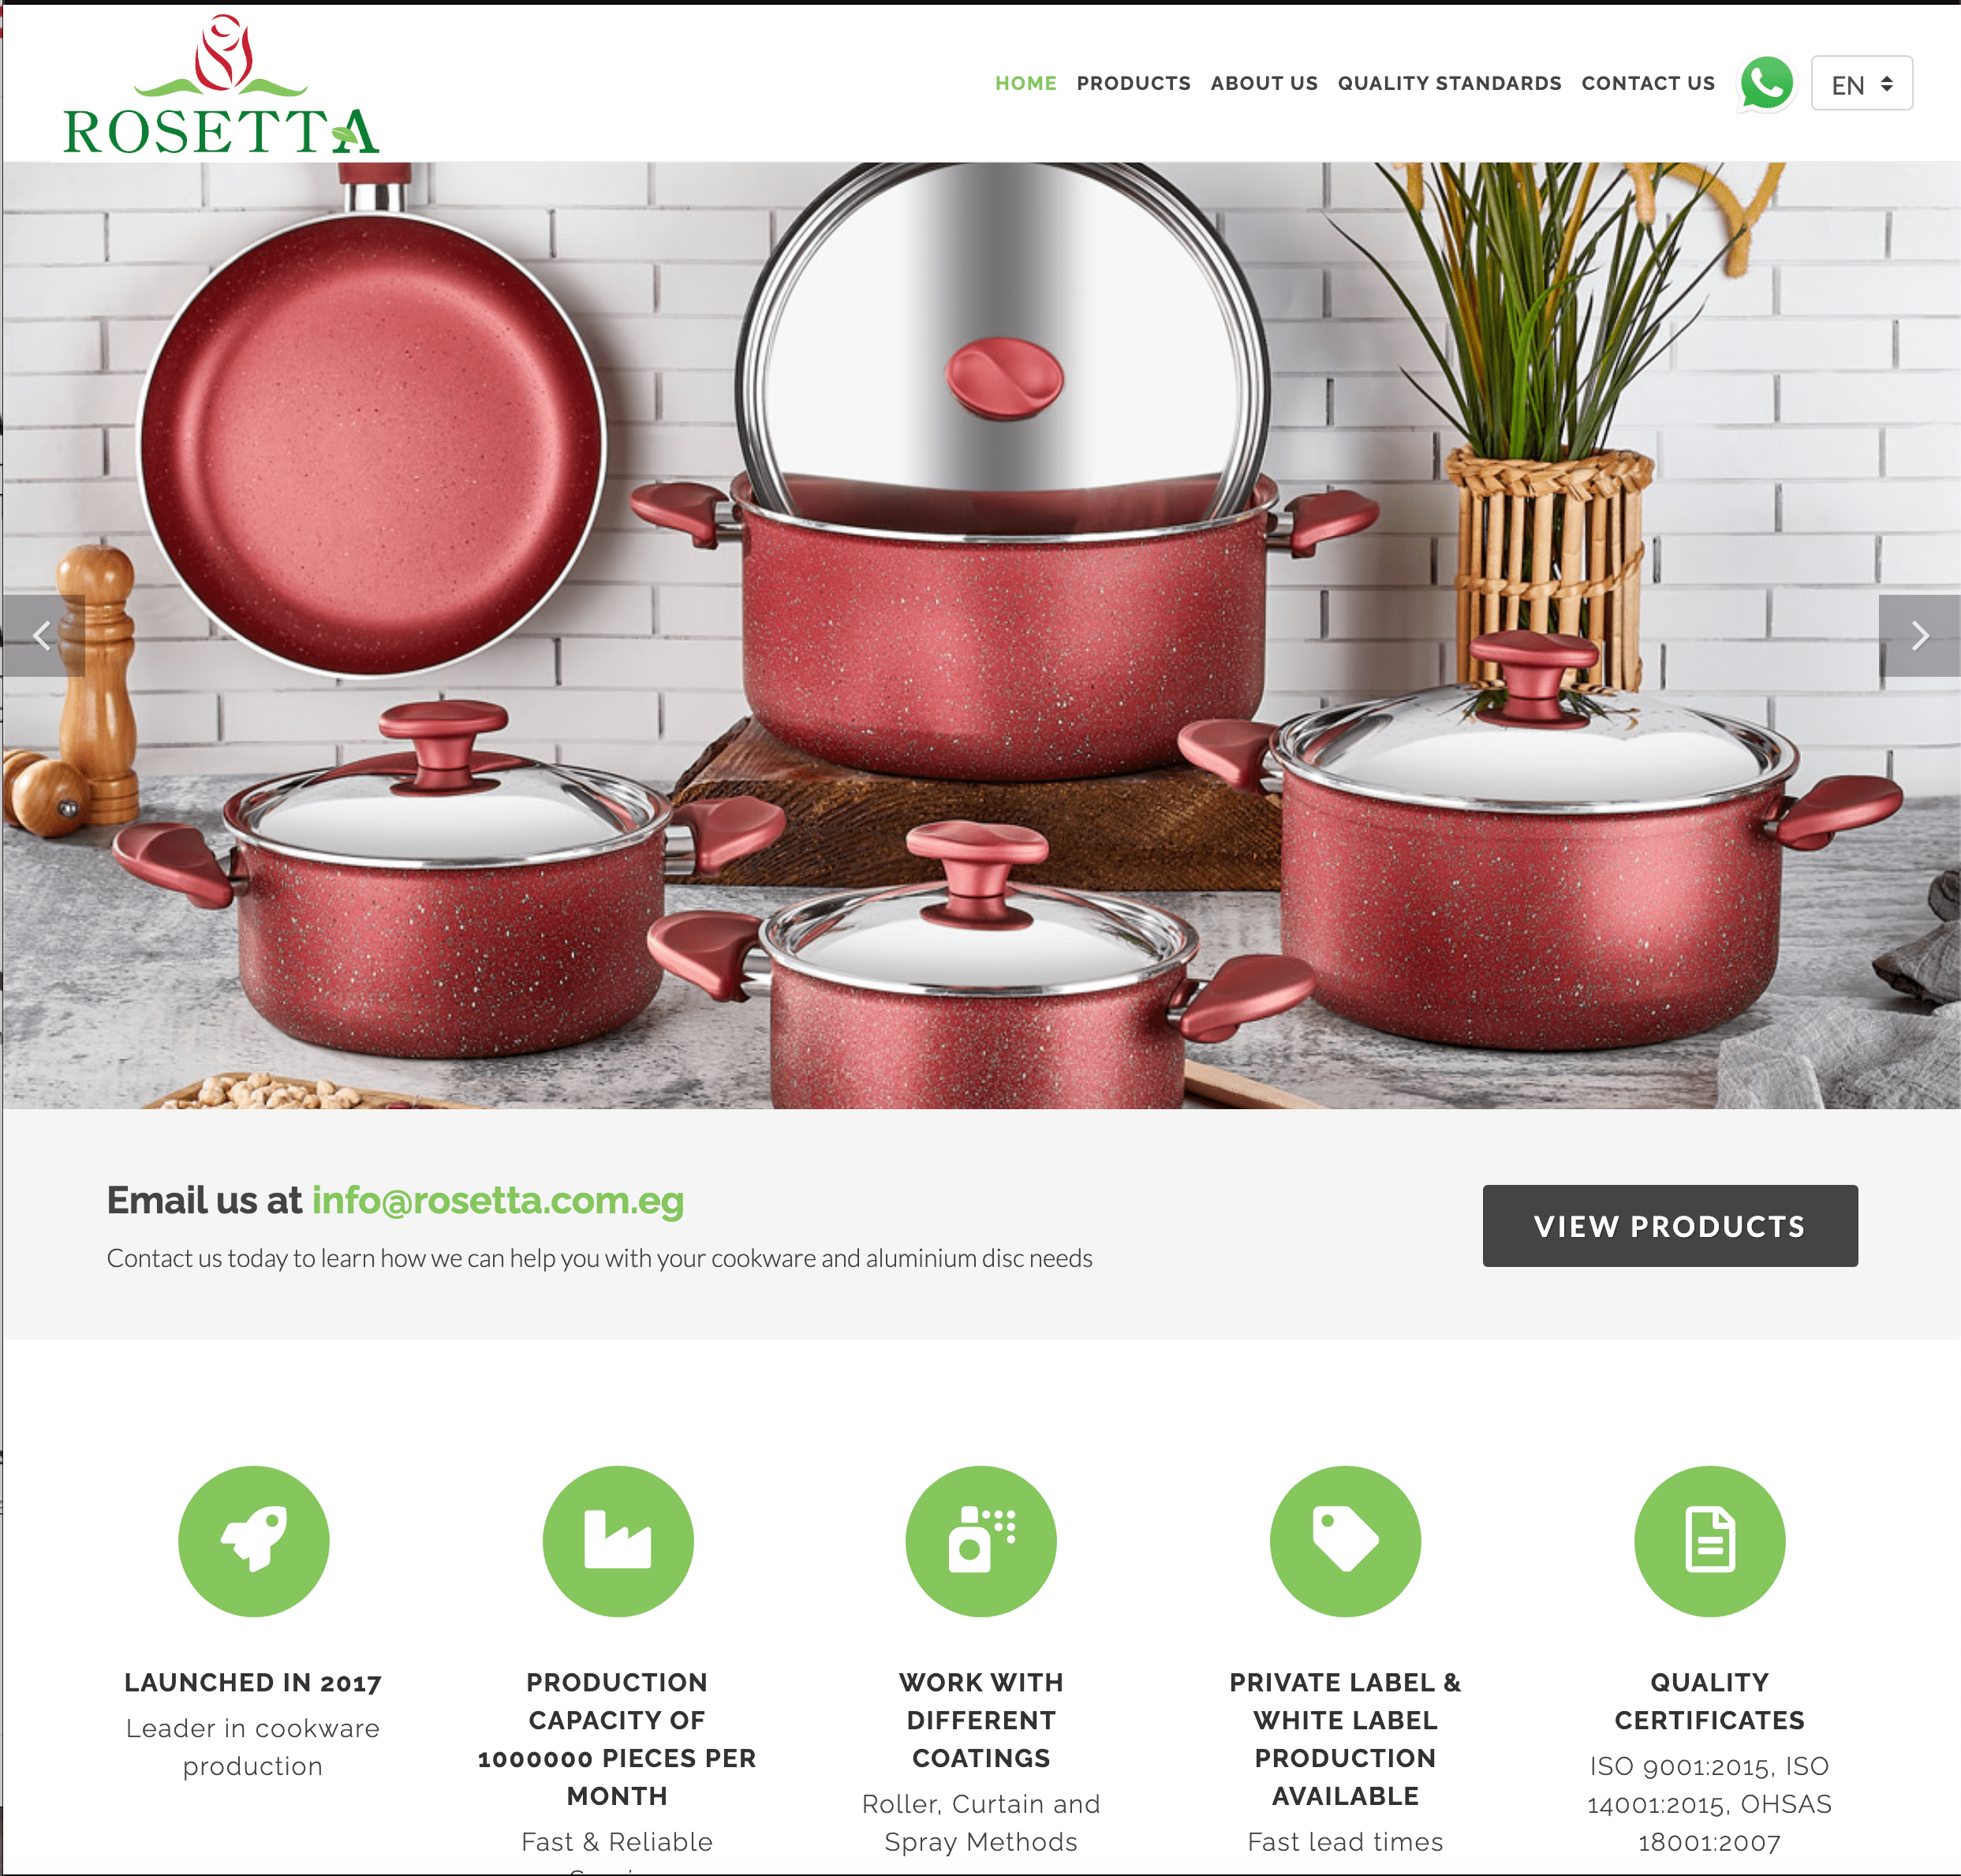 ROSETTA
HOME PRODUCTS ABOUT US QUALITY STANDARDS CONTACT US EN
Email us at info@rosetta.com.eg
Contact us today to learn how we can help you with your cookware and aluminium disc needs
VIEW PRODUCTS
LAUNCHED IN 2017
Leader in cookware
production
PRODUCTION
CAPACITY OF
1000000 PIECES PER
MONTH
Fast & Reliable
WORK WITH
DIFFERENT
COATINGS
Roller, Curtain and
Spray Methods
PRIVATE LABEL &
WHITE LABEL
PRODUCTION
AVAILABLE
Fast lead times
QUALITY
CERTIFICATES
ISO 9001:2015, ISO
14001:2015, OHSAS
18001:2007